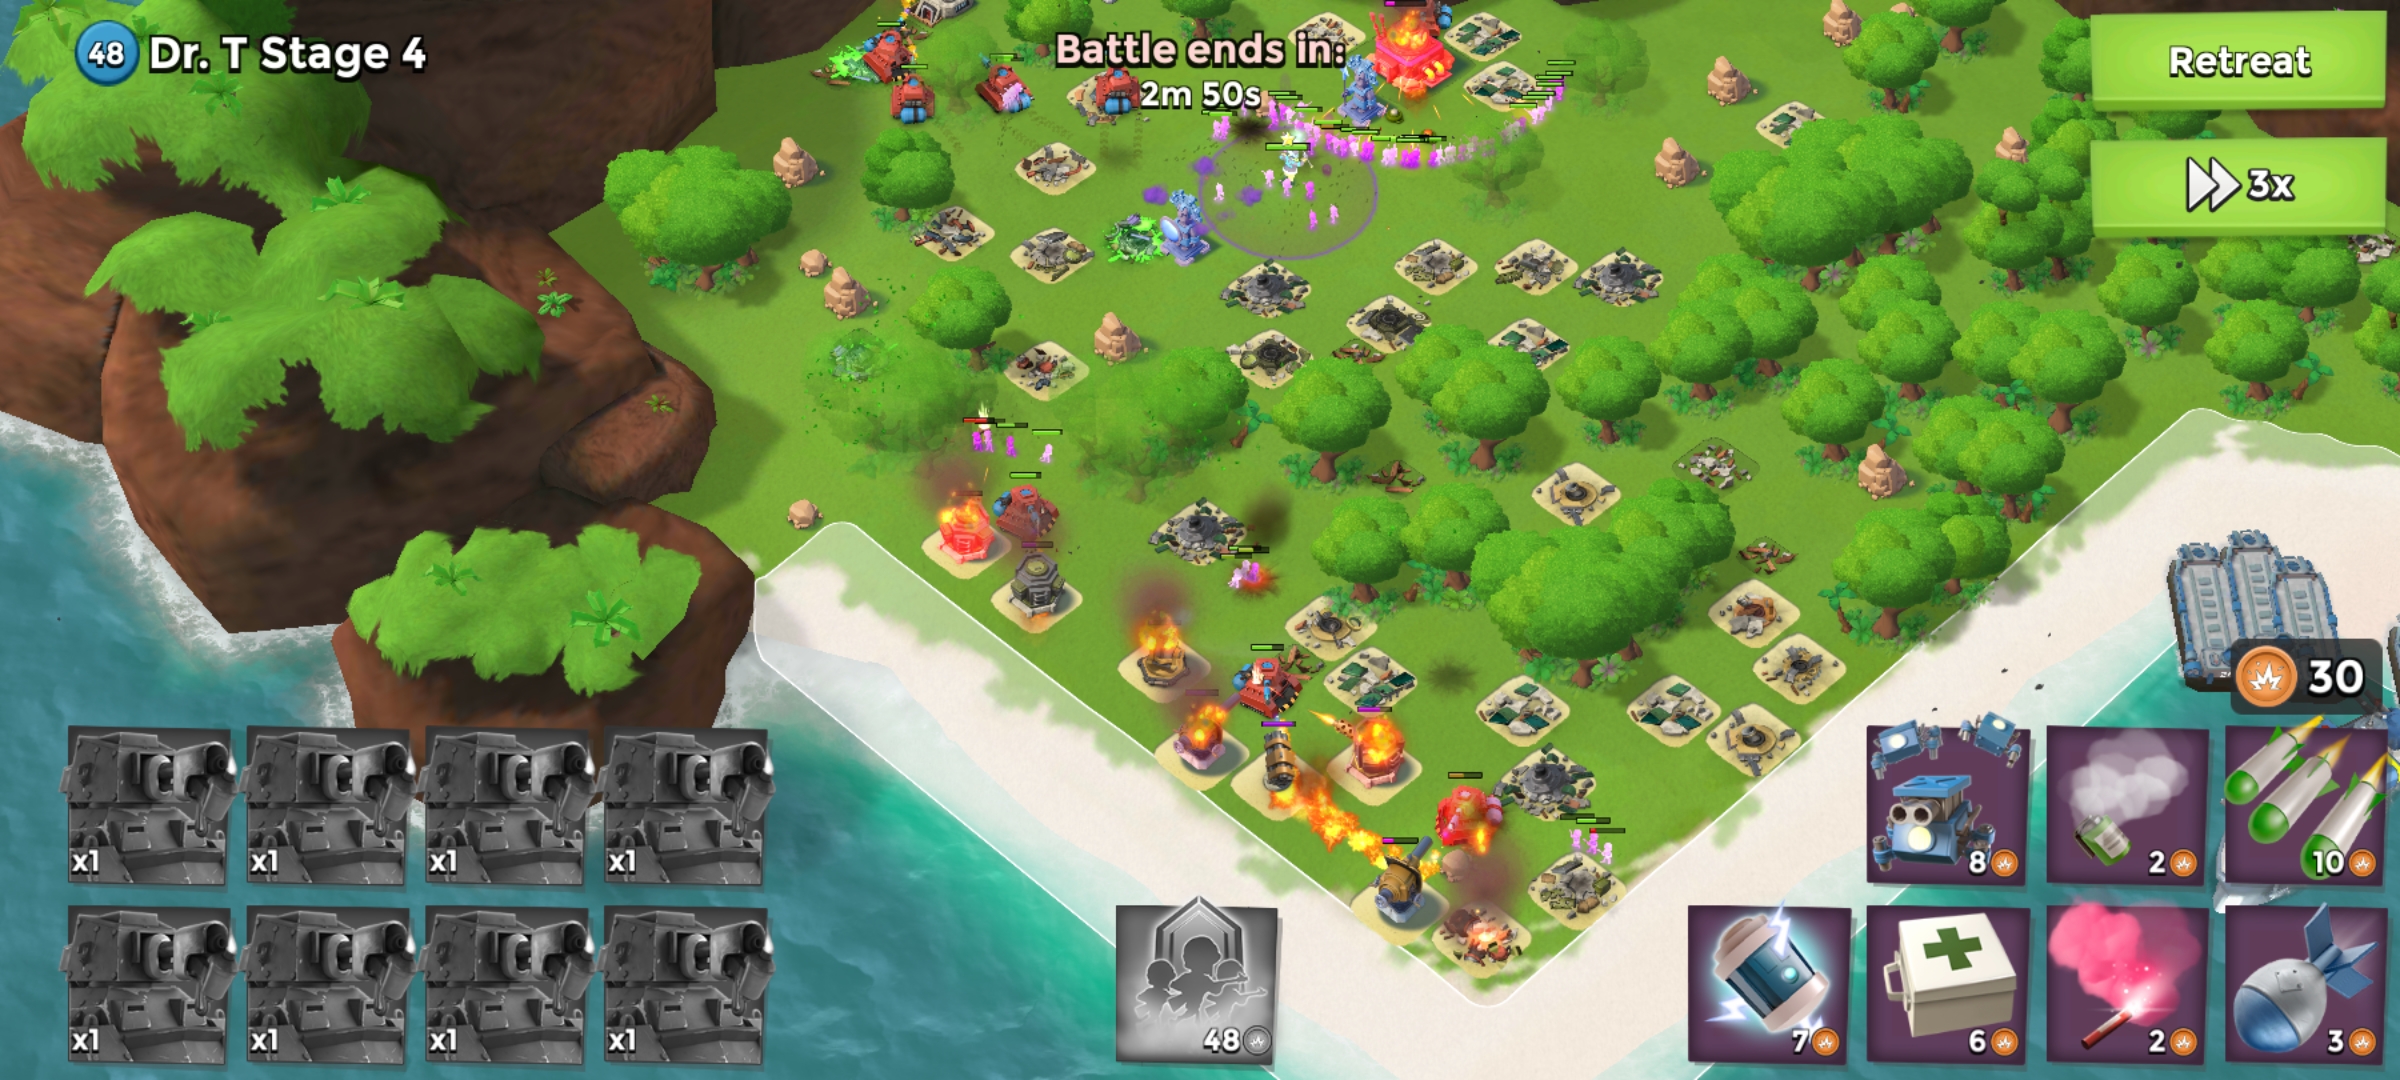 48 Dr. T Stage 4
Battle ends in:
2m 50s
Retreat
3x
30
x1 x1 x1 x1
8 2 10
x1 x1 x1 x1
48
7 6 2 3